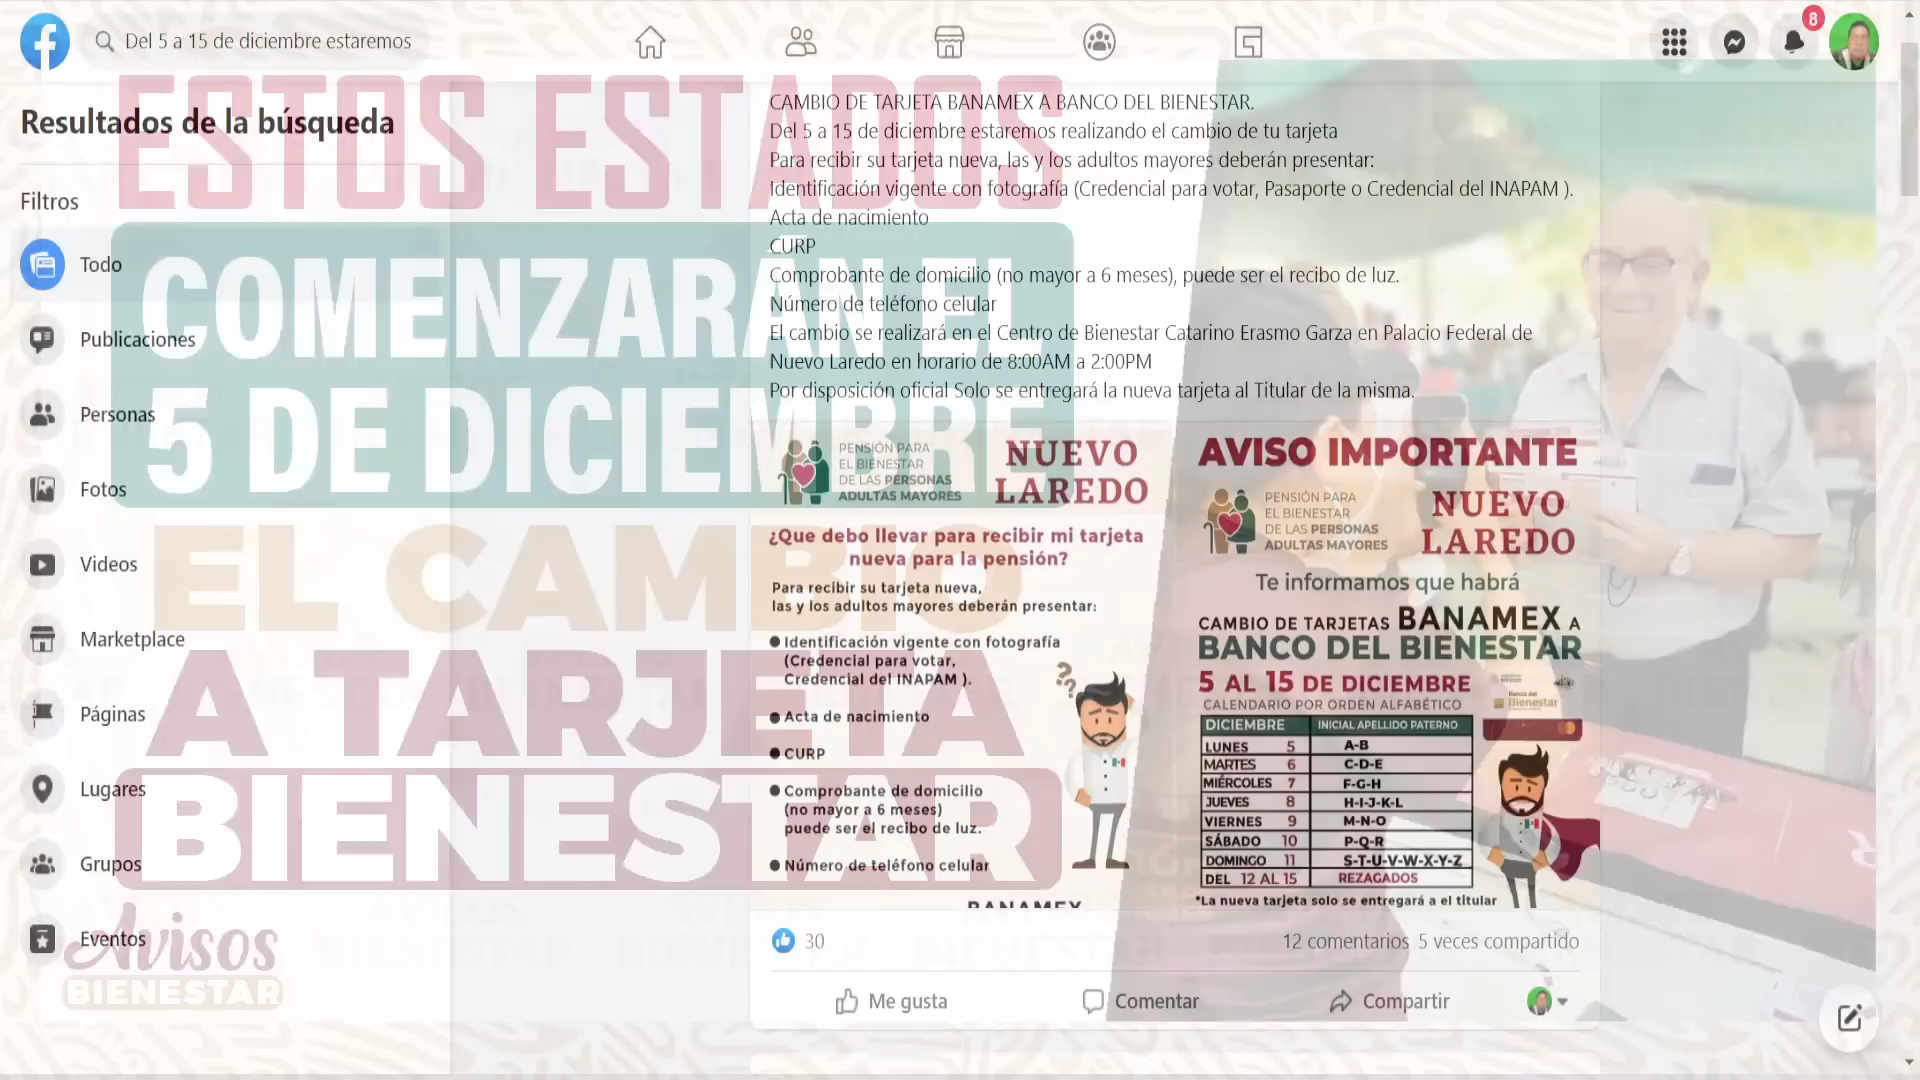 Del 5 a 15 de diciembre estaremos
8
Resultados de la búsqueda
Filtros
Todo
Publicaciones
Personas
Fotos
Videos
Marketplace
Páginas
Lugares
Grupos
Eventos
ESTOS ESTADOS
COMENZARÁN EL
5 DE DICIEMBRE
EL CAMBIO
A TARJETA
BIENESTAR
Avisos
BIENESTAR
CAMBIO DE TARJETA BANAMEX A BANCO DEL BIENESTAR.
Del 5 a 15 de diciembre estaremos realizando el cambio de tu tarjeta
Para recibir su tarjeta nueva, las y los adultos mayores deberán presentar:
Identificación vigente con fotografía (Credencial para votar, Pasaporte o Credencial del INAPAM ).
Acta de nacimiento
CURP
Comprobante de domicilio (no mayor a 6 meses), puede ser el recibo de luz.
Número de teléfono celular
El cambio se realizará en el Centro de Bienestar Catarino Erasmo Garza en Palacio Federal de
Nuevo Laredo en horario de 8:00AM a 2:00PM
Por disposición oficial Solo se entregará la nueva tarjeta al Titular de la misma.
PENSIÓN PARA
EL BIENESTAR
DE LAS PERSONAS
ADULTAS MAYORES
NUEVO
LAREDO
¿Que debo llevar para recibir mi tarjeta
nueva para la pensión?
Para recibir su tarjeta nueva,
las y los adultos mayores deberán presentar:
● Identificación vigente con fotografía
(Credencial para votar,
Credencial del INAPAM ).
● Acta de nacimiento
● CURP
● Comprobante de domicilio
(no mayor a 6 meses)
puede ser el recibo de luz.
● Número de teléfono celular
BANAMEX
??
AVISO IMPORTANTE
PENSIÓN PARA
EL BIENESTAR
DE LAS PERSONAS
ADULTAS MAYORES
NUEVO
LAREDO
Te informamos que habrá
CAMBIO DE TARJETAS BANAMEX A
BANCO DEL BIENESTAR
5 AL 15 DE DICIEMBRE
CALENDARIO POR ORDEN ALFABÉTICO
DICIEMBRE INICIAL APELLIDO PATERNO
LUNES 5 A-B
MARTES 6 C-D-E
MIÉRCOLES 7 F-G-H
JUEVES 8 H-I-J-K-L
VIERNES 9 M-N-O
SÁBADO 10 P-Q-R
DOMINGO 11 S-T-U-V-W-X-Y-Z
DEL 12 AL 15 REZAGADOS
*La nueva tarjeta solo se entregará a el titular
Bienestar
30
12 comentarios 5 veces compartido
Me gusta
Comentar
Compartir